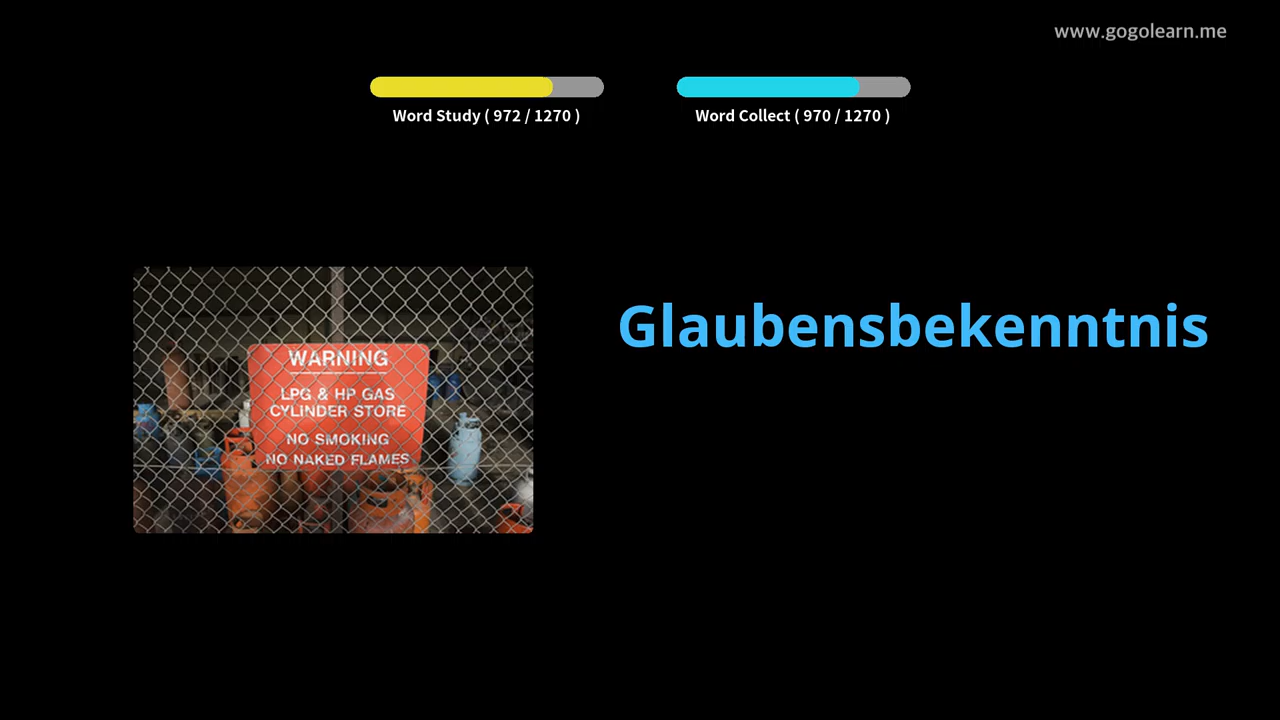 www.gogolearn.me
Word Study ( 972 / 1270 )
Word Collect ( 970 / 1270 )
Glaubensbekenntnis
WARNING
LPG & HP GAS
CYLINDER STORE
NO SMOKING
NO NAKED FLAMES